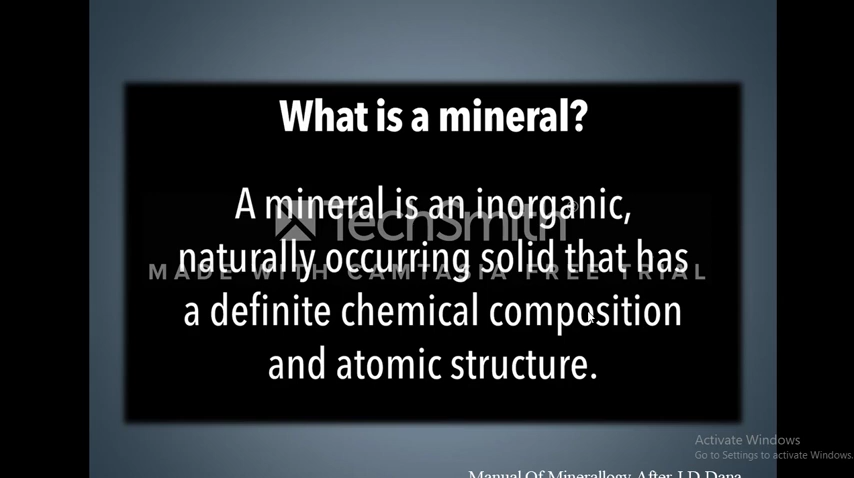 What is a mineral?
A mineral is an inorganic,
TechSmith®
naturally occurring solid that has
MADE WITH CAMTASIA FREE TRIAL
a definite chemical composition
and atomic structure.
Activate Windows
Go to Settings to activate Windows.
Manual Of Minerallogy After J.D Dana